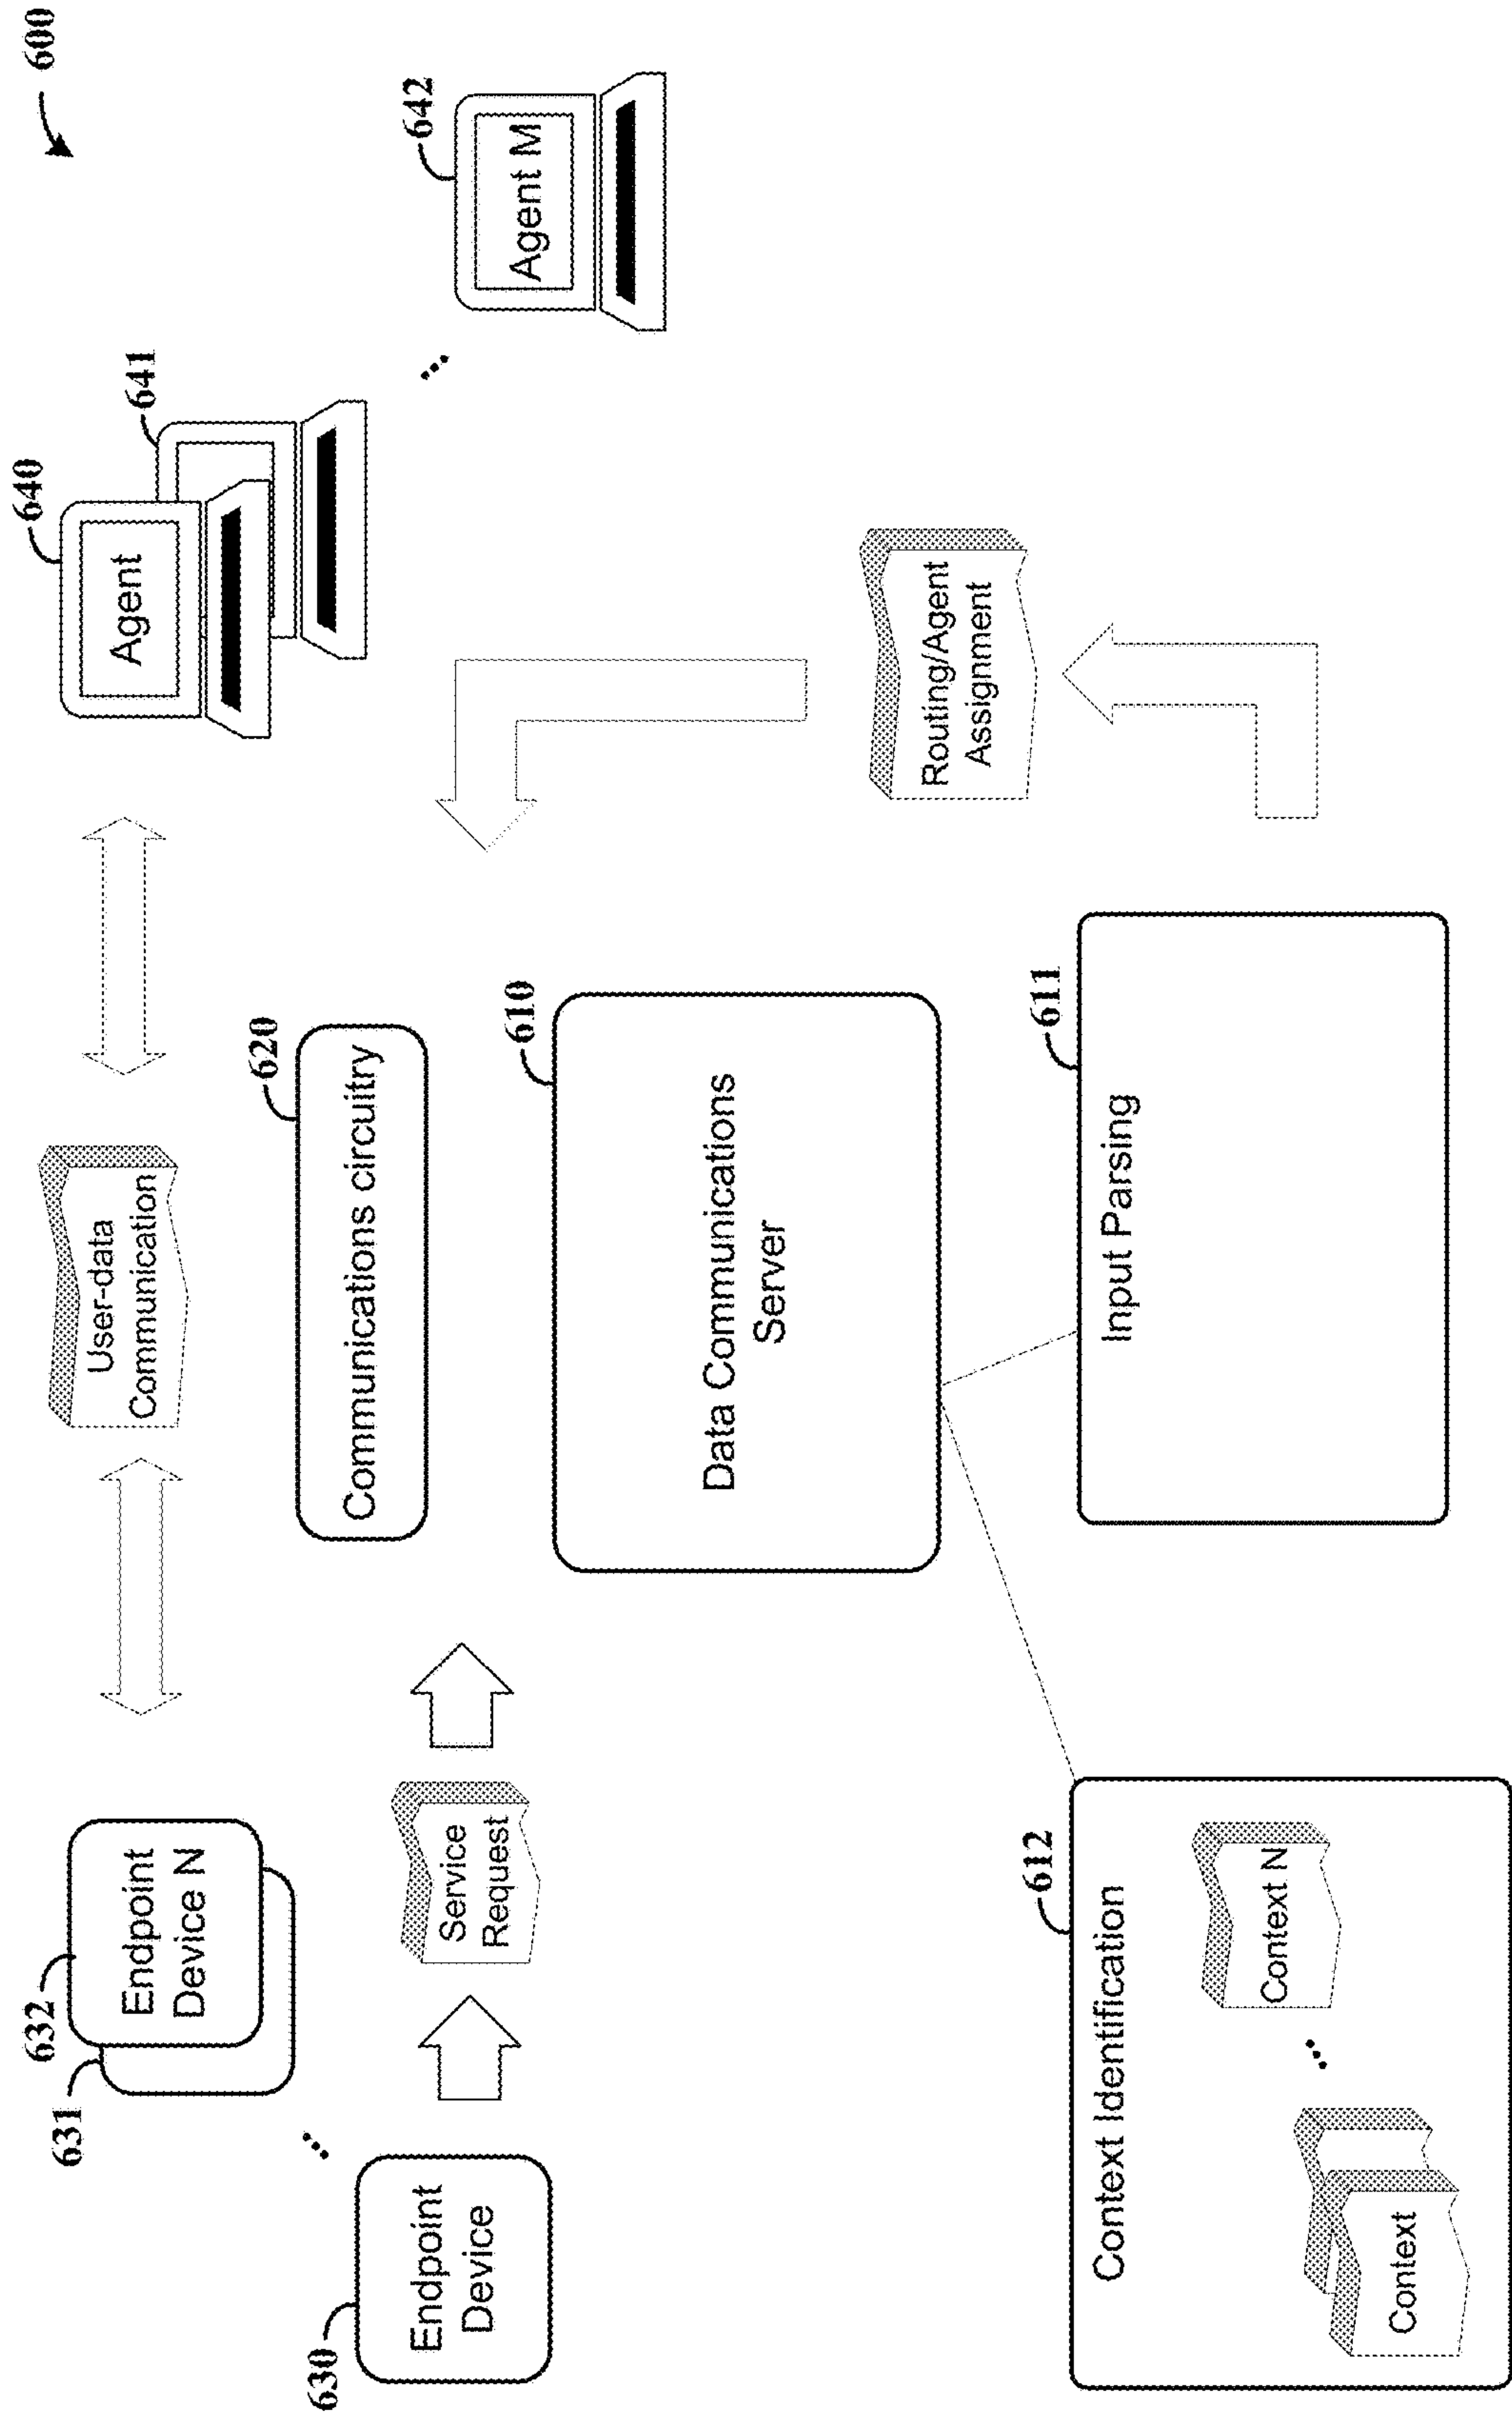 600
632
631
Endpoint
Device N
630
Endpoint
Device
Service
Request
User-data
Communication
620
Communications circuitry
610
Data Communications
Server
640
Agent
641
642
Agent M
Routing/Agent
Assignment
612
Context Identification
Context
Context N
611
Input Parsing